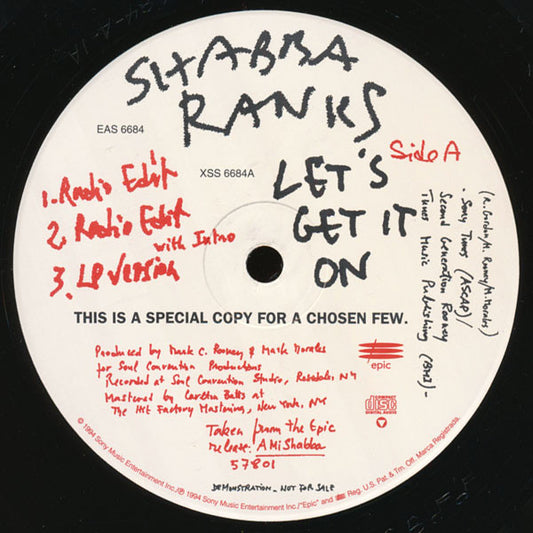 SHABBA
RANKS
EAS 6684
XSS 6684A
Side A
LET'S
GET IT
ON
1. Radio Edit
2. Radio Edit
with Intro
3. LP Version
(R. Gordon/M. Rooney/M. Morales)
- Sony Tunes (ASCAP)/
Second Generation Rooney
Tunes Music Publishing (BMI)-
THIS IS A SPECIAL COPY FOR A CHOSEN FEW.
Produced by Mark C. Rooney & Mark Morales
for Soul Convention Productions
Recorded at Soul Convention Studio, Rosedale, NY
Mastered by Carlton Batts at
The Hit Factory Mastering, New York, NY
Taken from the Epic
release: A Mi Shabba
57801
epic
COMPACT
disc
DIGITAL AUDIO
DEMONSTRATION - NOT FOR SALE
© 1994 Sony Music Entertainment Inc./℗ 1994 Sony Music Entertainment Inc./"Epic" and Reg. U.S. Pat. & Tm. Off. Marca Registrada.